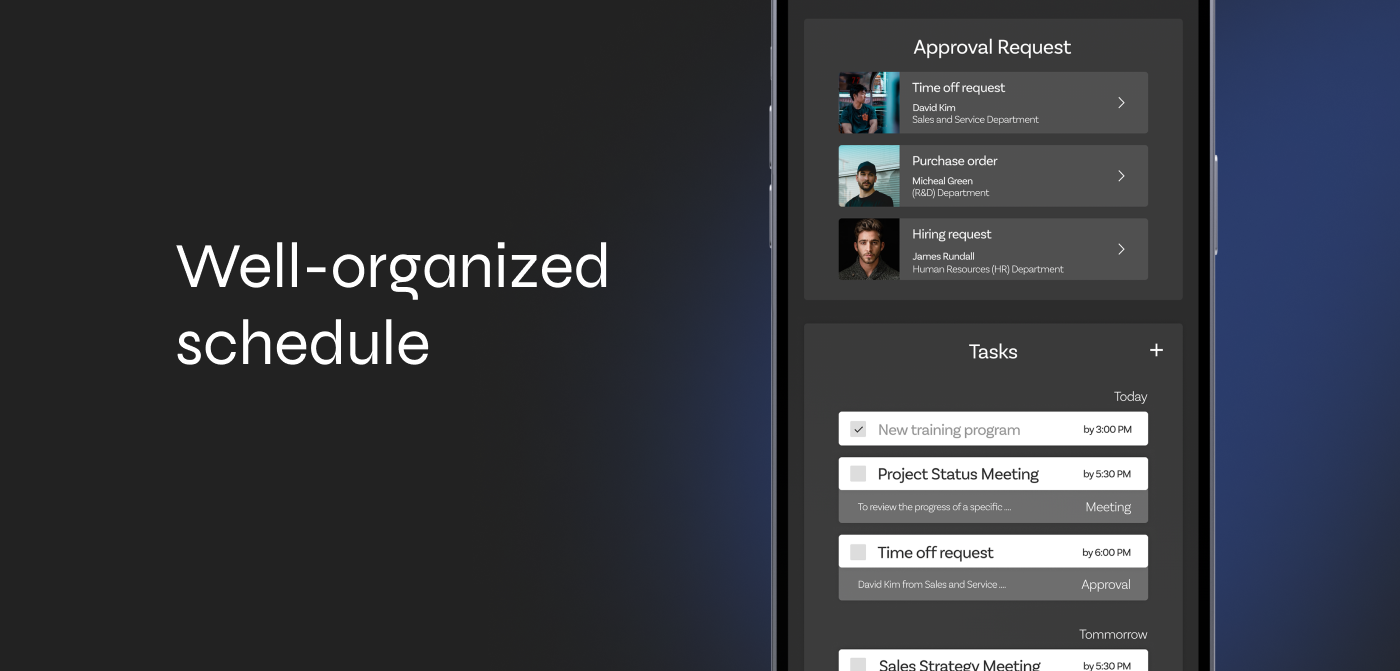 Well-organized
schedule
Approval Request
Time off request
David Kim
Sales and Service Department
Purchase order
Micheal Green
(R&D) Department
Hiring request
James Rundall
Human Resources (HR) Department
Tasks +
Today
New training program by 3:00 PM
Project Status Meeting by 5:30 PM
To review the progress of a specific .... Meeting
Time off request by 6:00 PM
David Kim from Sales and Service .... Approval
Tommorrow
Sales Strategy Meeting by 5:30 PM